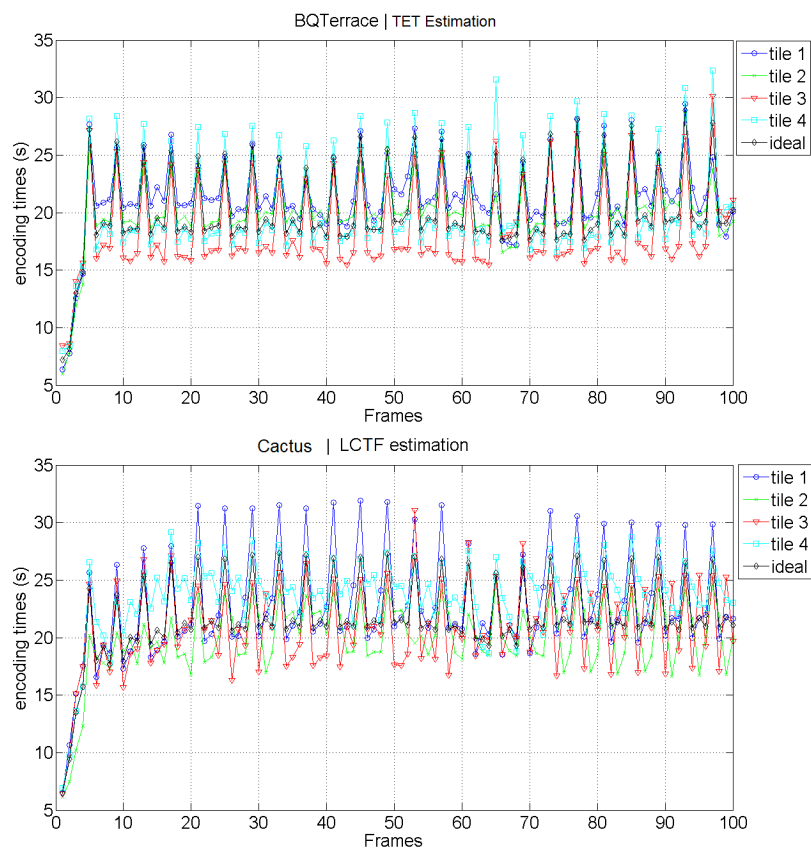 BQTerrace | TET Estimation
35
30
25
20
15
10
5
encoding times (s)
0 10 20 30 40 50 60 70 80 90 100
Frames
tile 1
tile 2
tile 3
tile 4
ideal
Cactus | LCTF estimation
35
30
25
20
15
10
5
encoding times (s)
0 10 20 30 40 50 60 70 80 90 100
Frames
tile 1
tile 2
tile 3
tile 4
ideal